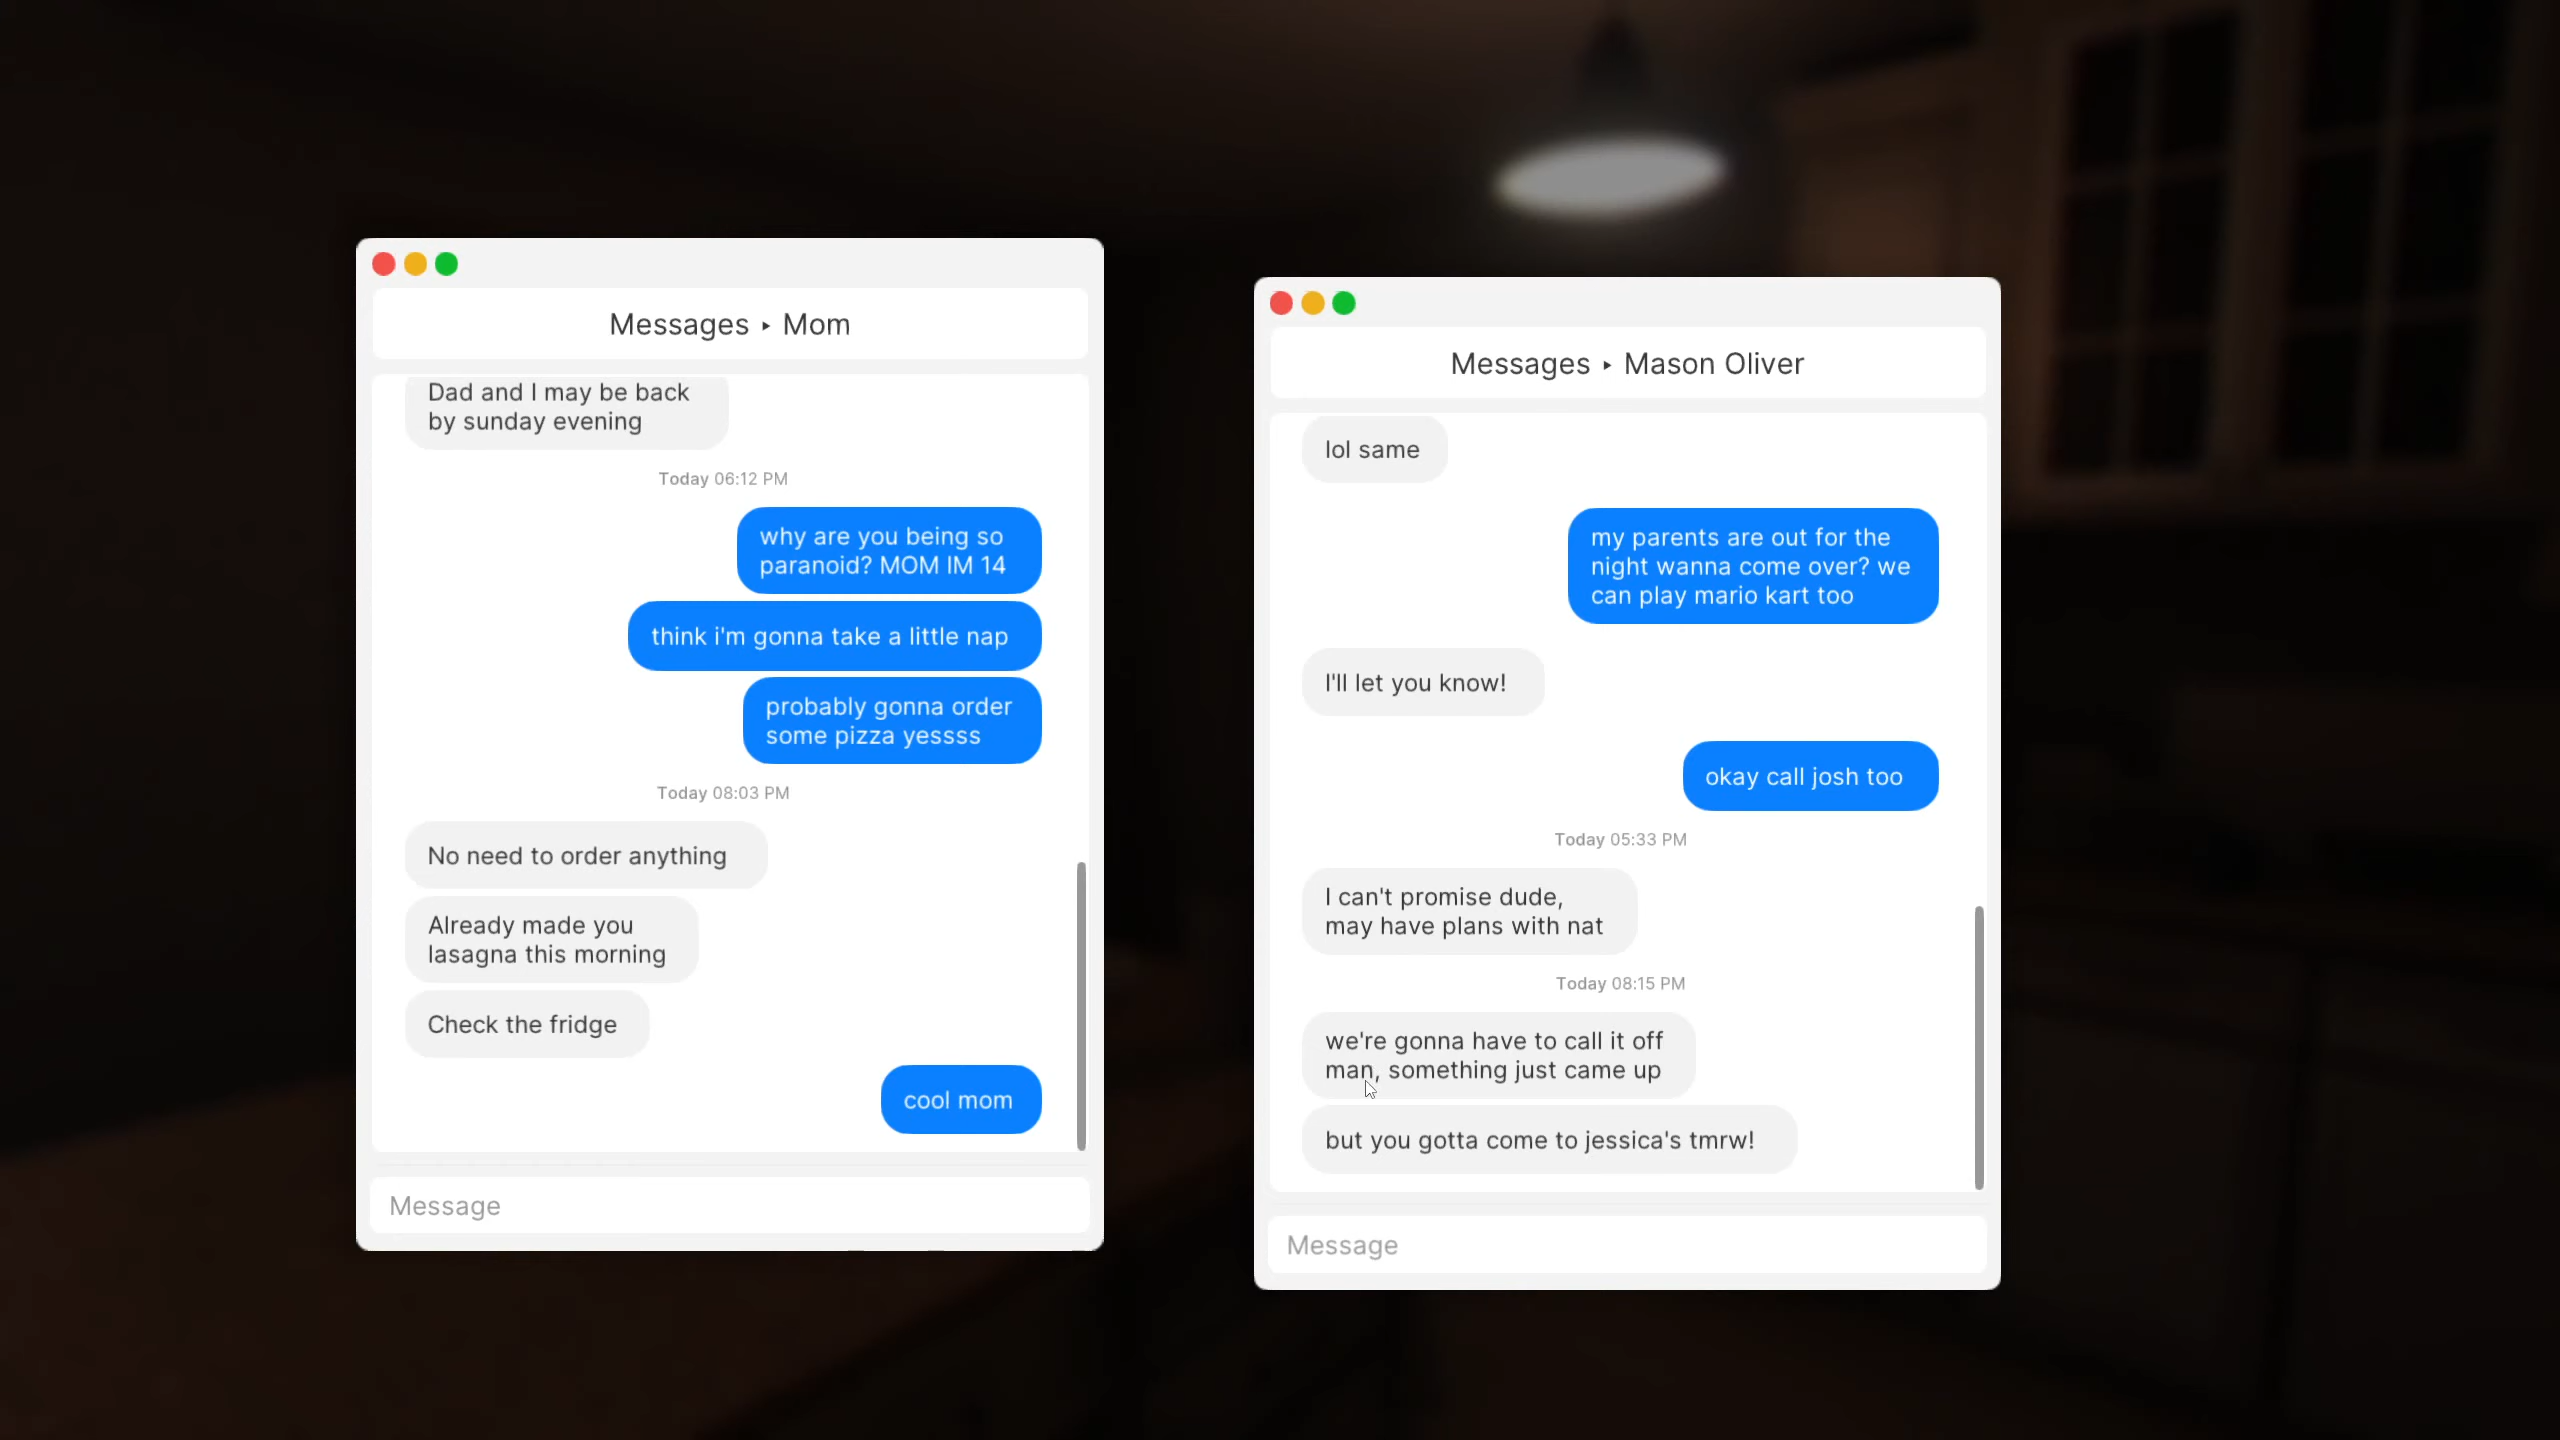 Messages ▸ Mom
Dad and I may be back
by sunday evening
Today 06:12 PM
why are you being so
paranoid? MOM IM 14
think i'm gonna take a little nap
probably gonna order
some pizza yessss
Today 08:03 PM
No need to order anything
Already made you
lasagna this morning
Check the fridge
cool mom
Message
Messages ▸ Mason Oliver
lol same
my parents are out for the
night wanna come over? we
can play mario kart too
I'll let you know!
okay call josh too
Today 05:33 PM
I can't promise dude,
may have plans with nat
Today 08:15 PM
we're gonna have to call it off
man, something just came up
but you gotta come to jessica's tmrw!
Message